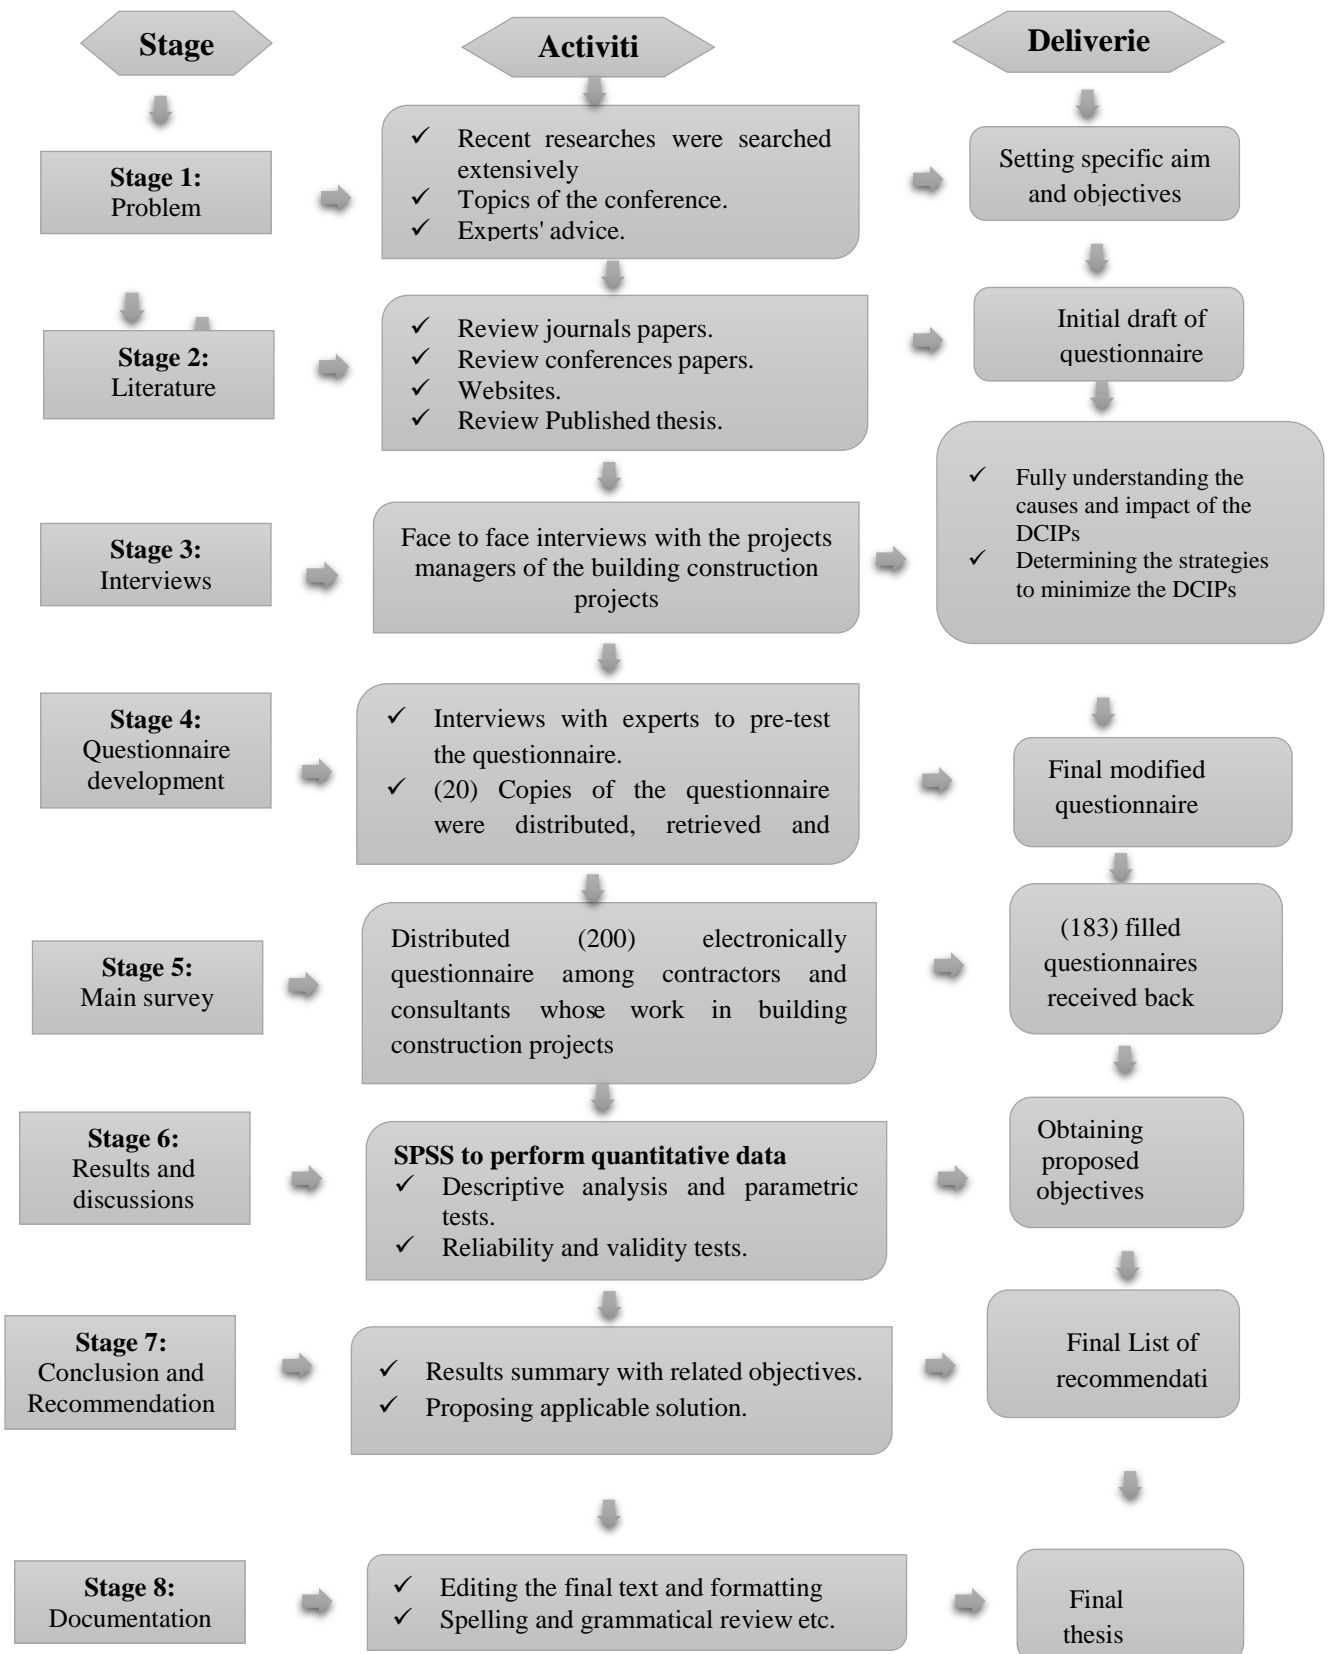 Stage
Activiti
Deliverie
Stage 1:
Problem
✓ Recent researches were searched
extensively
✓ Topics of the conference.
✓ Experts' advice.
Setting specific aim
and objectives
Stage 2:
Literature
✓ Review journals papers.
✓ Review conferences papers.
✓ Websites.
✓ Review Published thesis.
Initial draft of
questionnaire
Stage 3:
Interviews
Face to face interviews with the projects
managers of the building construction
projects
✓ Fully understanding the
causes and impact of the
DCIPs
✓ Determining the strategies
to minimize the DCIPs
Stage 4:
Questionnaire
development
✓ Interviews with experts to pre-test
the questionnaire.
✓ (20) Copies of the questionnaire
were distributed, retrieved and
Final modified
questionnaire
Stage 5:
Main survey
Distributed (200) electronically
questionnaire among contractors and
consultants whose work in building
construction projects
(183) filled
questionnaires
received back
Stage 6:
Results and
discussions
SPSS to perform quantitative data
✓ Descriptive analysis and parametric
tests.
✓ Reliability and validity tests.
Obtaining
proposed
objectives
Stage 7:
Conclusion and
Recommendation
✓ Results summary with related objectives.
✓ Proposing applicable solution.
Final List of
recommendati
Stage 8:
Documentation
✓ Editing the final text and formatting
✓ Spelling and grammatical review etc.
Final
thesis